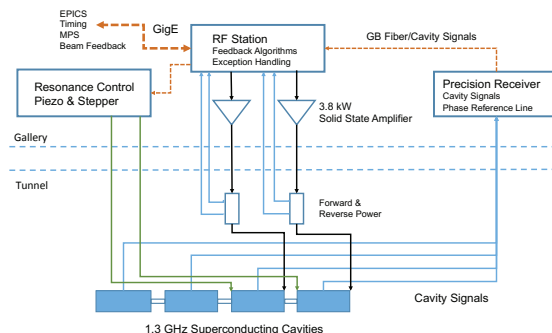 EPICS
Timing
MPS
Beam Feedback
GigE
RF Station
Feedback Algorithms
Exception Handling
GB Fiber/Cavity Signals
Resonance Control
Piezo & Stepper
Precision Receiver
Cavity Signals
Phase Reference Line
3.8 kW
Solid State Amplifier
Gallery
Tunnel
Forward &
Reverse Power
Cavity Signals
1.3 GHz Superconducting Cavities